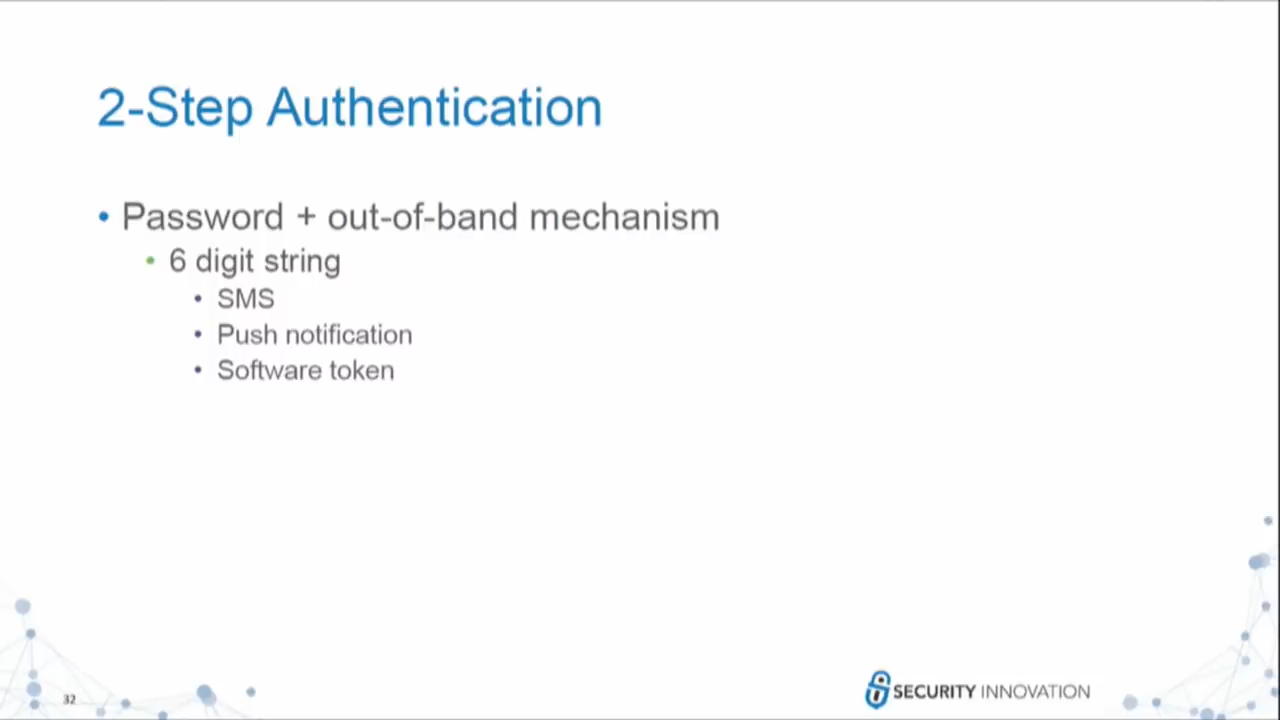 2-Step Authentication
• Password + out-of-band mechanism
• 6 digit string
• SMS
• Push notification
• Software token
32
SECURITY INNOVATION